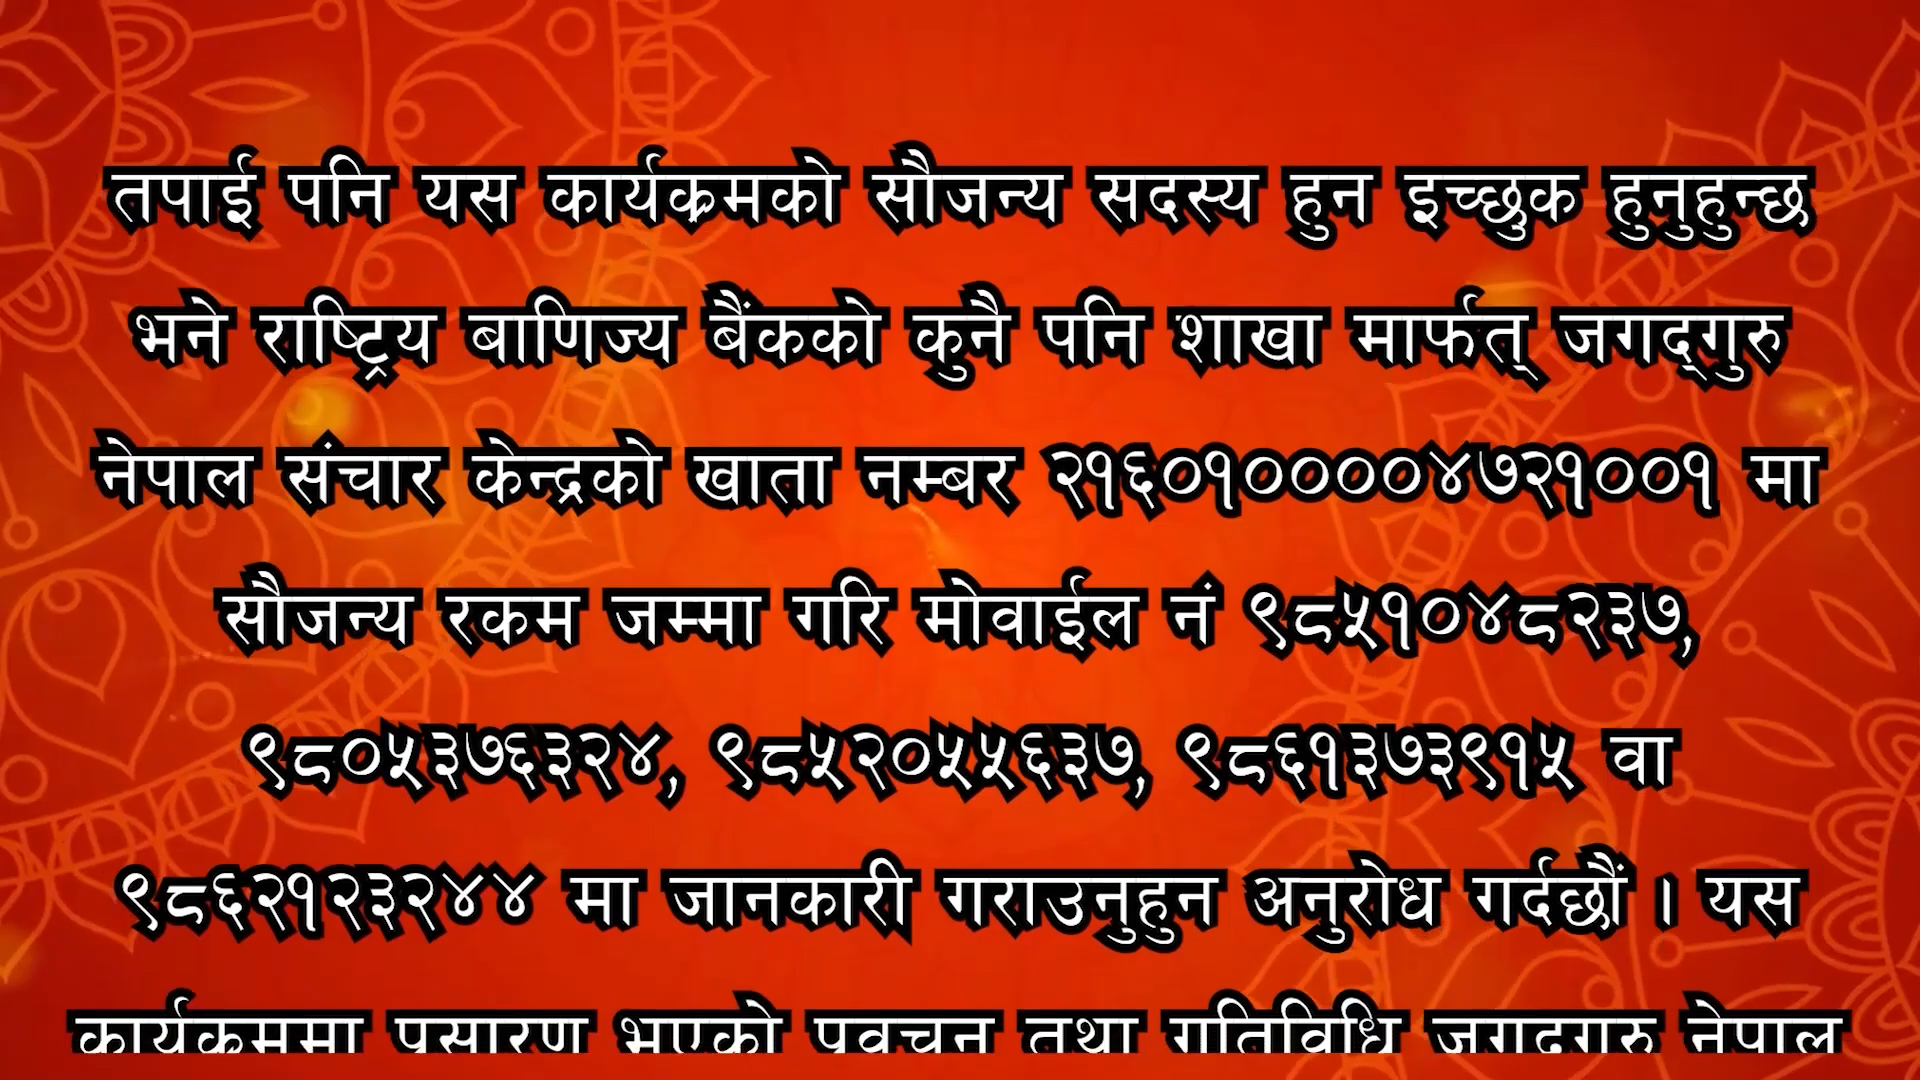 तपाई पनि यस कार्यक्रमको सौजन्य सदस्य हुन इच्छुक हुनुहुन्छ
भने राष्ट्रिय बाणिज्य बैंकको कुनै पनि शाखा मार्फत् जगद्‌गुरु
नेपाल संचार केन्द्रको खाता नम्बर २१६०१००००४७२१००१ मा
सौजन्य रकम जम्मा गरि मोवाईल नं ९८५१०४८२३७,
९८०५३७६३२४, ९८५२०५५६३७, ९८६१३७३९१५ वा
९८६२१२३२४४ मा जानकारी गराउनुहुन अनुरोध गर्दछौं । यस
कार्यक्रममा प्रसारण भएको प्रवचन तथा गतिविधि जगद्‌गुरु नेपाल